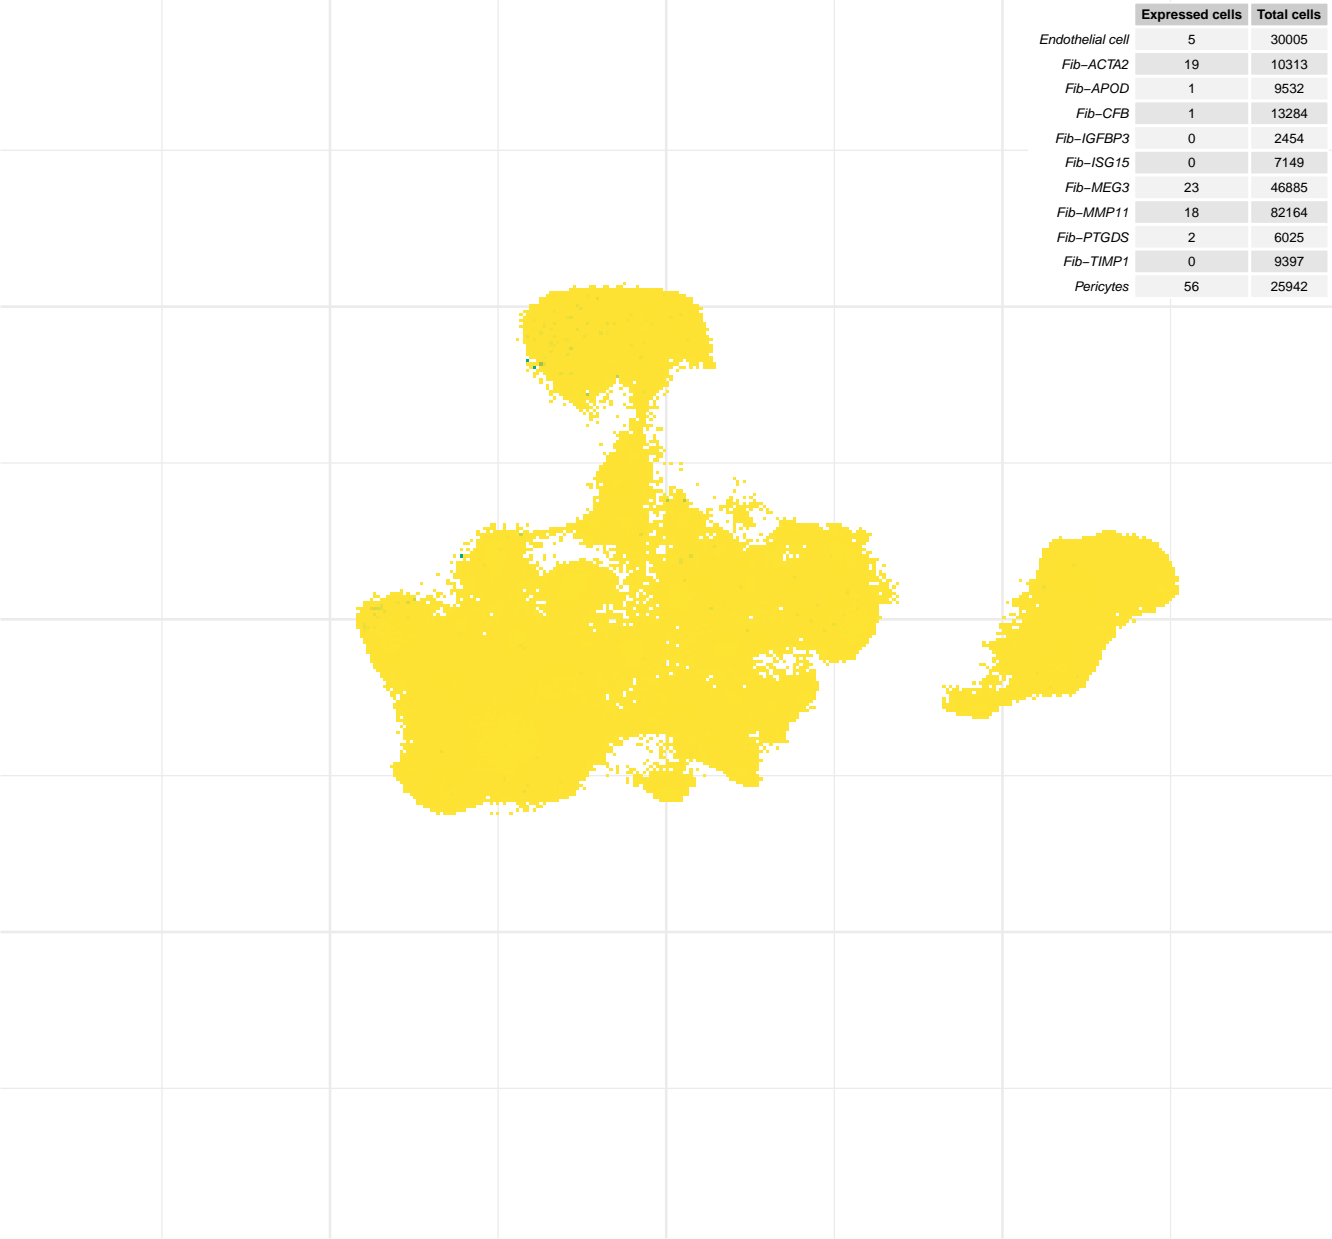 Expressed cells Total cells
Endothelial cell 5 30005
Fib−ACTA2 19 10313
Fib−APOD 1 9532
Fib−CFB 1 13284
Fib−IGFBP3 0 2454
Fib−ISG15 0 7149
Fib−MEG3 23 46885
Fib−MMP11 18 82164
Fib−PTGDS 2 6025
Fib−TIMP1 0 9397
Pericytes 56 25942